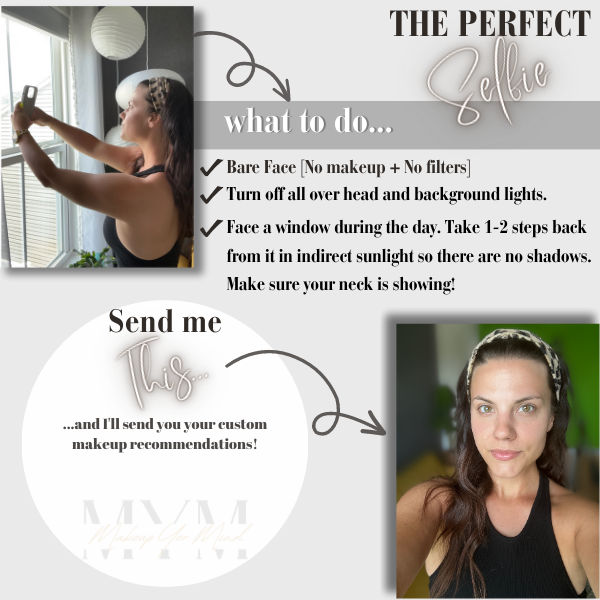 THE PERFECT
Selfie
what to do...
Bare Face [No makeup + No filters]
Turn off all over head and background lights.
Face a window during the day. Take 1-2 steps back
from it in indirect sunlight so there are no shadows.
Make sure your neck is showing!
Send me
This...
...and I'll send you your custom
makeup recommendations!
MYM
Makeup Your Mind